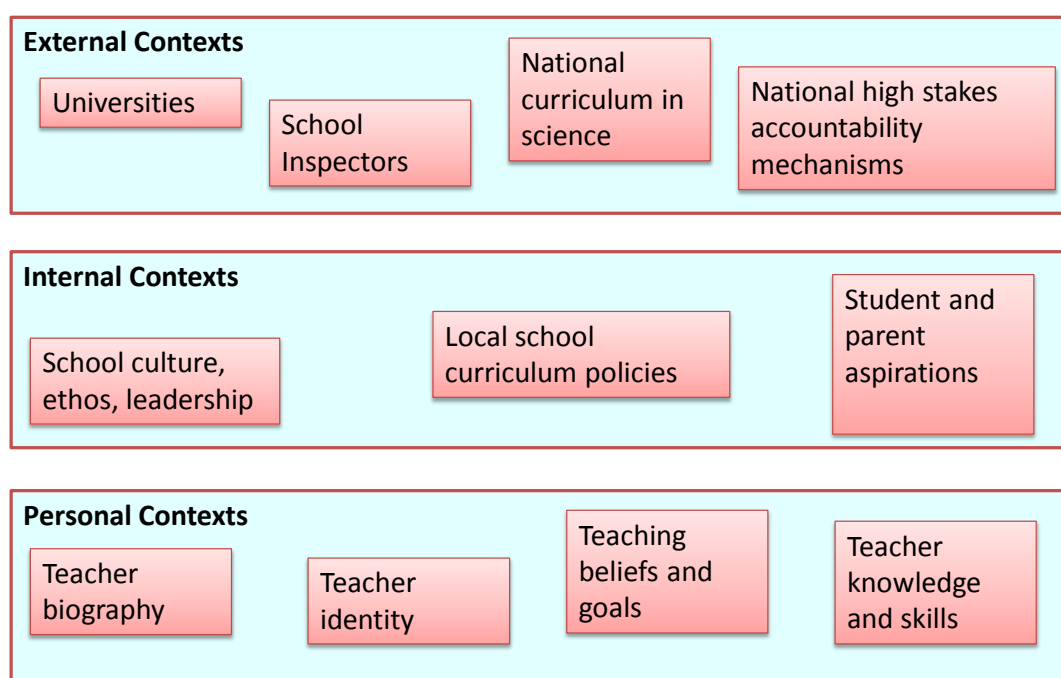 External Contexts
Universities
School
Inspectors
National
curriculum in
science
National high stakes
accountability
mechanisms
Internal Contexts
School culture,
ethos, leadership
Local school
curriculum policies
Student and
parent
aspirations
Personal Contexts
Teacher
biography
Teacher
identity
Teaching
beliefs and
goals
Teacher
knowledge
and skills